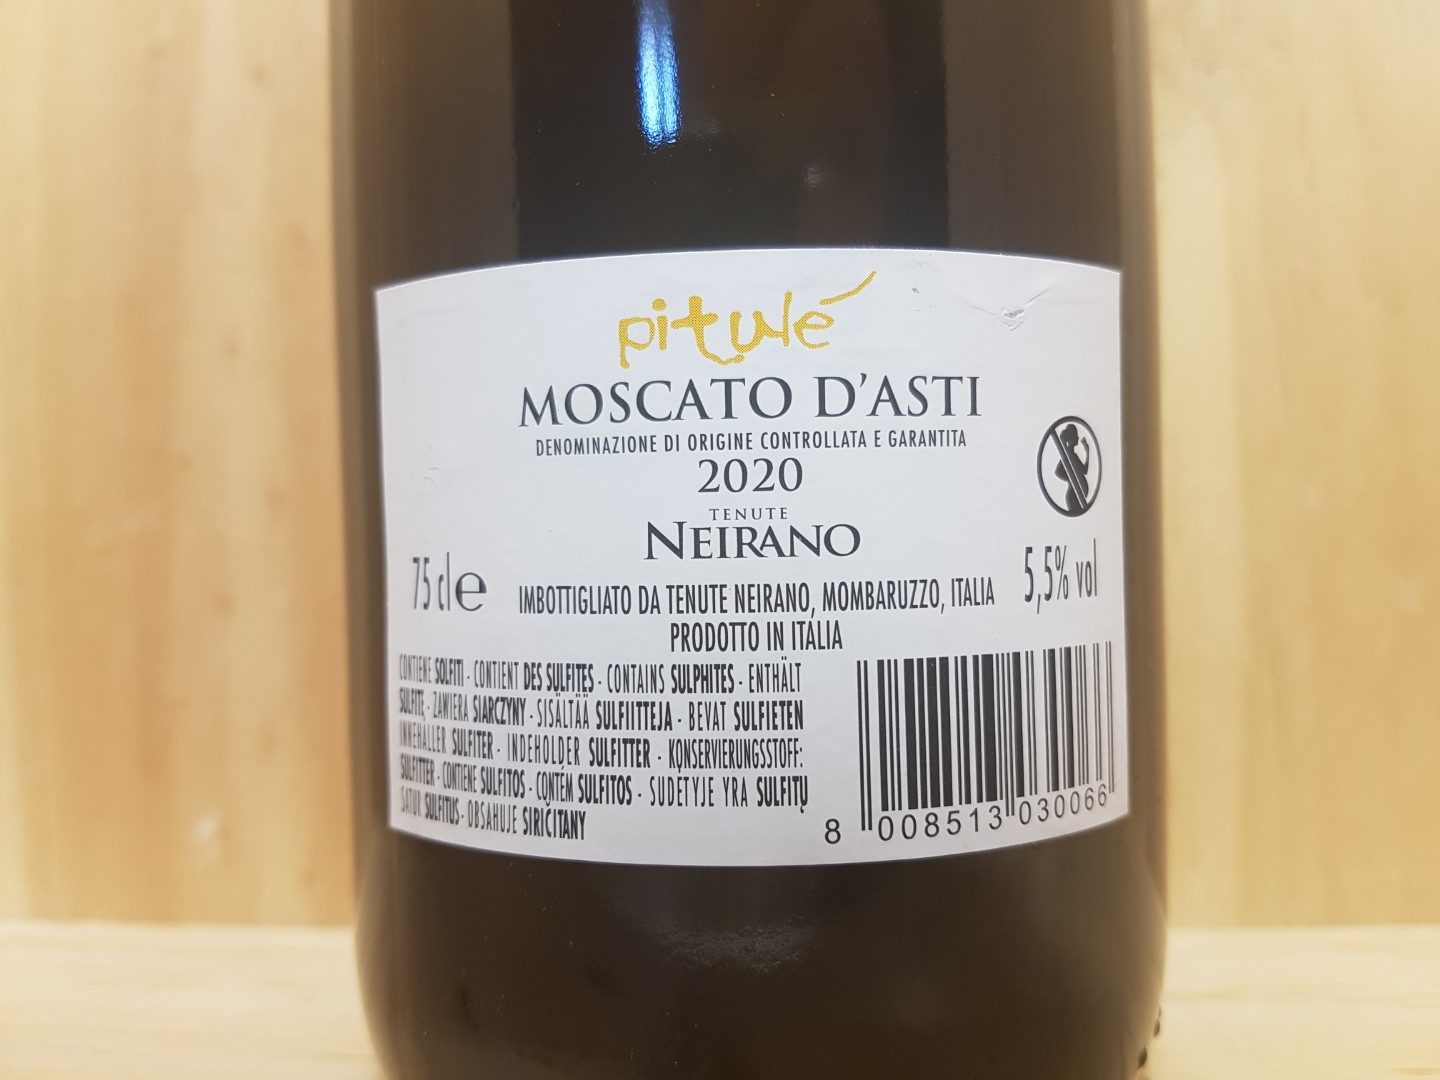 pitulé
MOSCATO D'ASTI
DENOMINAZIONE DI ORIGINE CONTROLLATA E GARANTITA
2020
TENUTE
NEIRANO
75 cl e
IMBOTTIGLIATO DA TENUTE NEIRANO, MOMBARUZZO, ITALIA
5,5% vol
PRODOTTO IN ITALIA
CONTIENE SOLFITI - CONTIENT DES SULFITES - CONTAINS SULPHITES - ENTHÄLT
SULFITE - ZAWIERA SIARCZYNY - SISÄLTÄÄ SULFIITTEJA - BEVAT SULFIETEN
INNEHALLER SULFITER - INDEHOLDER SULFITTER - KONSERVIERUNGSSTOFF:
SULFITTER - CONTIENE SULFITOS - CONTÉM SULFITOS - SUDETYJE YRA SULFITŲ
SATUR SULFITUS - OBSAHUJE SIRIČITANY
8 008513 030066